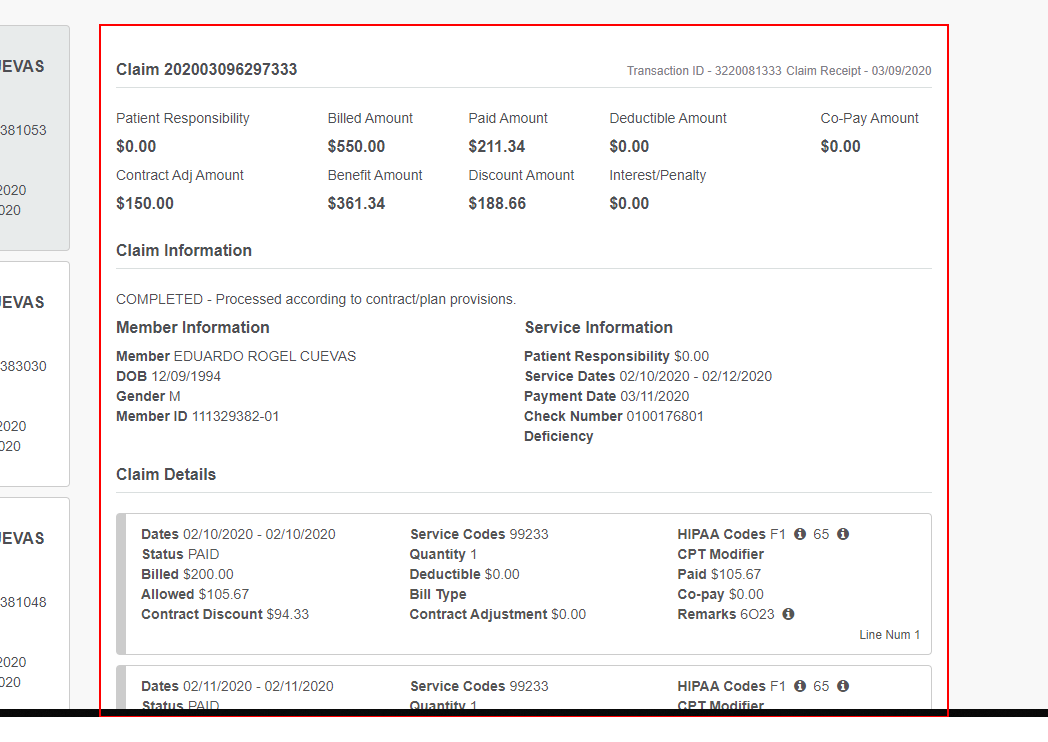 UEVAS
381053
2020
020
UEVAS
383030
2020
020
UEVAS
381048
2020
020
Claim 202003096297333
Transaction ID - 3220081333 Claim Receipt - 03/09/2020
Patient Responsibility Billed Amount Paid Amount Deductible Amount Co-Pay Amount
$0.00 $550.00 $211.34 $0.00 $0.00
Contract Adj Amount Benefit Amount Discount Amount Interest/Penalty
$150.00 $361.34 $188.66 $0.00
Claim Information
COMPLETED - Processed according to contract/plan provisions.
Member Information
Member EDUARDO ROGEL CUEVAS
DOB 12/09/1994
Gender M
Member ID 111329382-01
Service Information
Patient Responsibility $0.00
Service Dates 02/10/2020 - 02/12/2020
Payment Date 03/11/2020
Check Number 0100176801
Deficiency
Claim Details
Dates 02/10/2020 - 02/10/2020 Service Codes 99233 HIPAA Codes F1 65
Status PAID Quantity 1 CPT Modifier
Billed $200.00 Deductible $0.00 Paid $105.67
Allowed $105.67 Bill Type Co-pay $0.00
Contract Discount $94.33 Contract Adjustment $0.00 Remarks 6O23
Line Num 1
Dates 02/11/2020 - 02/11/2020 Service Codes 99233 HIPAA Codes F1 65
Status PAID Quantity 1 CPT Modifier